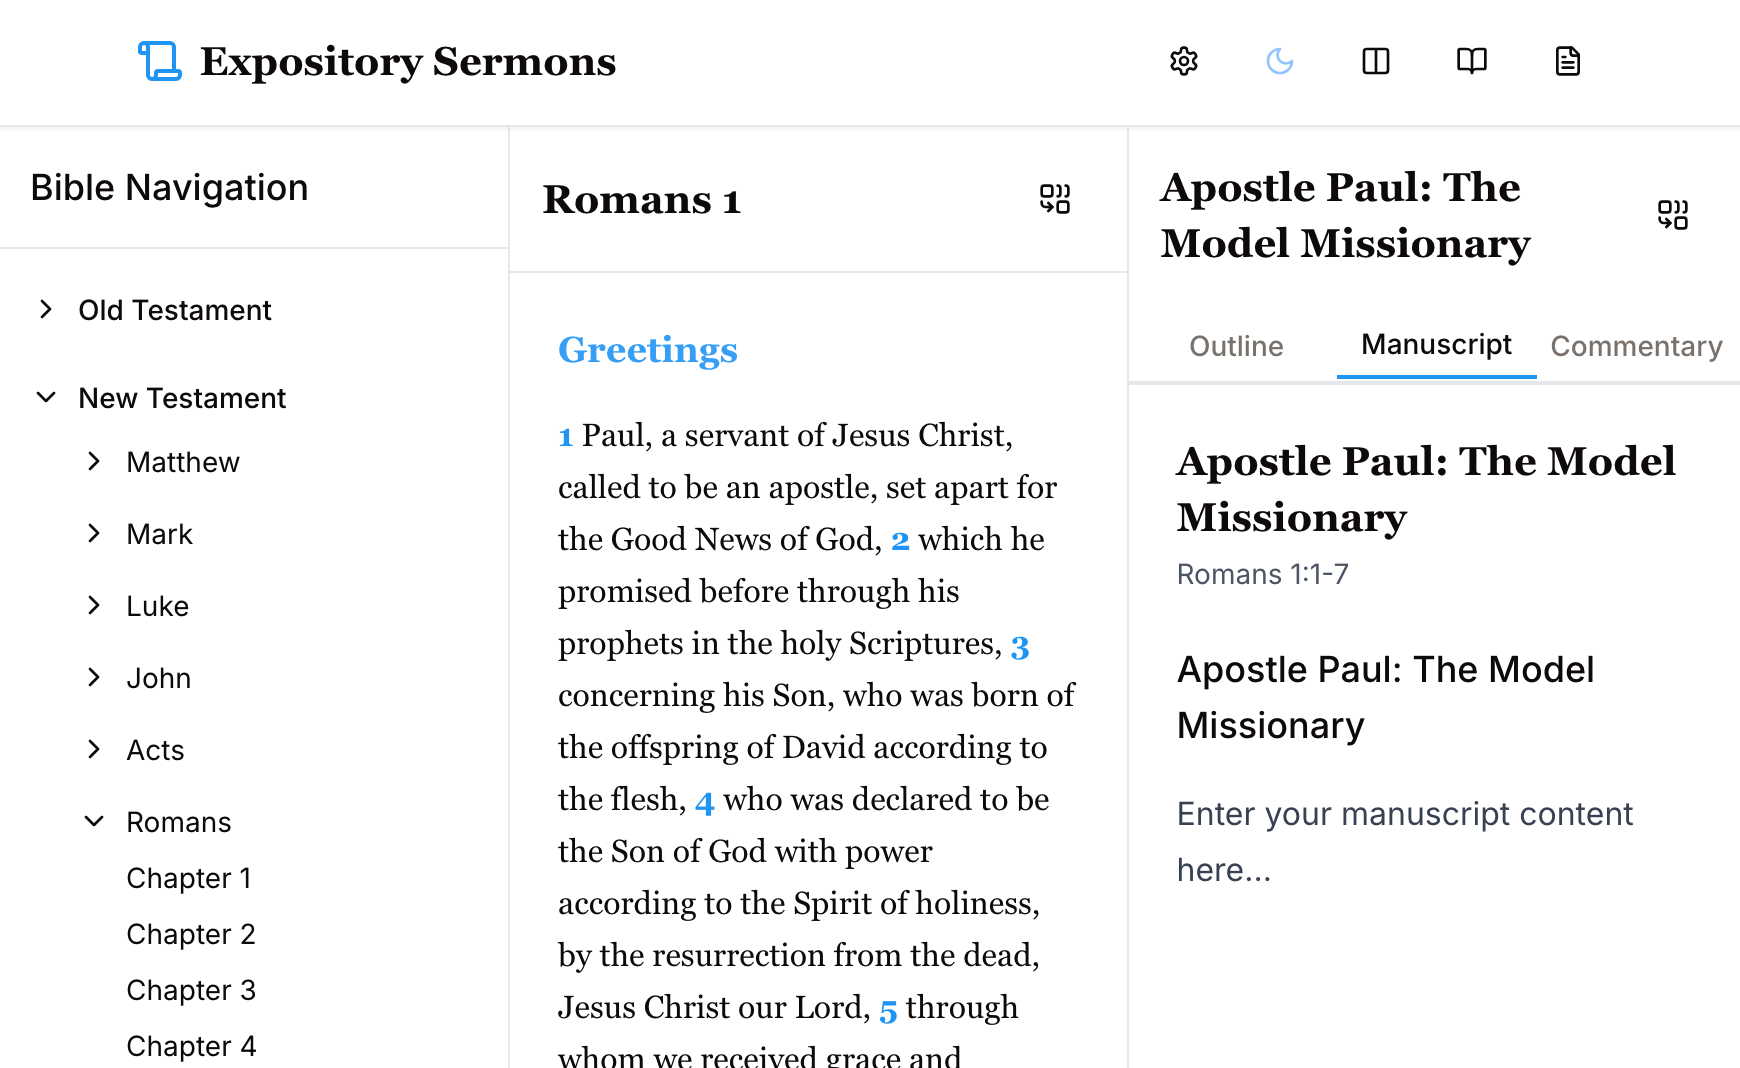 Expository Sermons
Bible Navigation
Old Testament
New Testament
Matthew
Mark
Luke
John
Acts
Romans
Chapter 1
Chapter 2
Chapter 3
Chapter 4
Romans 1
Greetings
1 Paul, a servant of Jesus Christ,
called to be an apostle, set apart for
the Good News of God, 2 which he
promised before through his
prophets in the holy Scriptures, 3
concerning his Son, who was born of
the offspring of David according to
the flesh, 4 who was declared to be
the Son of God with power
according to the Spirit of holiness,
by the resurrection from the dead,
Jesus Christ our Lord, 5 through
whom we received grace and
Apostle Paul: The
Model Missionary
Outline Manuscript Commentary
Apostle Paul: The Model
Missionary
Romans 1:1-7
Apostle Paul: The Model
Missionary
Enter your manuscript content
here...